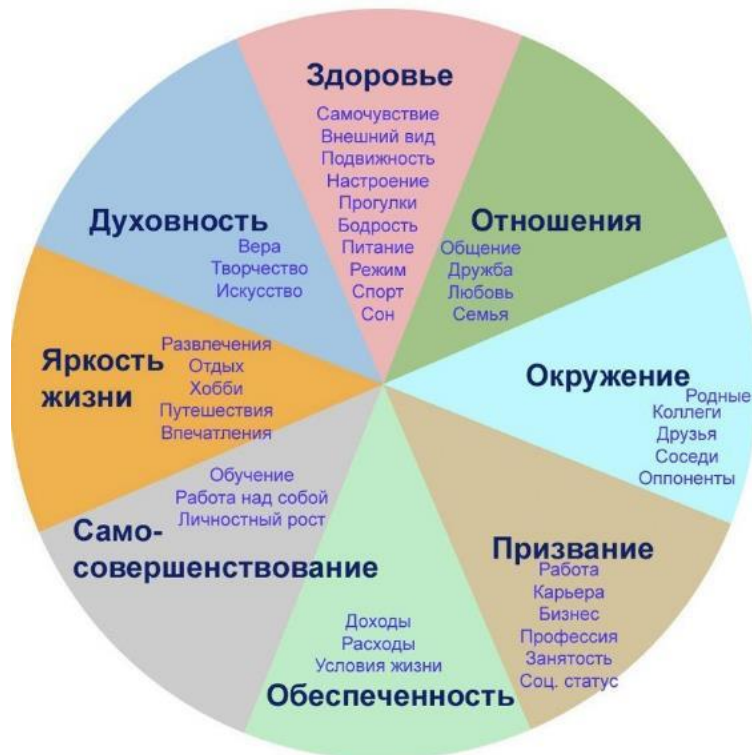 Здоровье
Самочувствие
Внешний вид
Подвижность
Настроение
Прогулки
Бодрость
Питание
Режим
Спорт
Сон
Отношения
Общение
Дружба
Любовь
Семья
Окружение
Родные
Коллеги
Друзья
Соседи
Оппоненты
Призвание
Работа
Карьера
Бизнес
Профессия
Занятость
Соц. статус
Доходы
Расходы
Условия жизни
Обеспеченность
Обучение
Работа над собой
Личностный рост
Само-
совершенствование
Яркость
жизни
Развлечения
Отдых
Хобби
Путешествия
Впечатления
Духовность
Вера
Творчество
Искусство